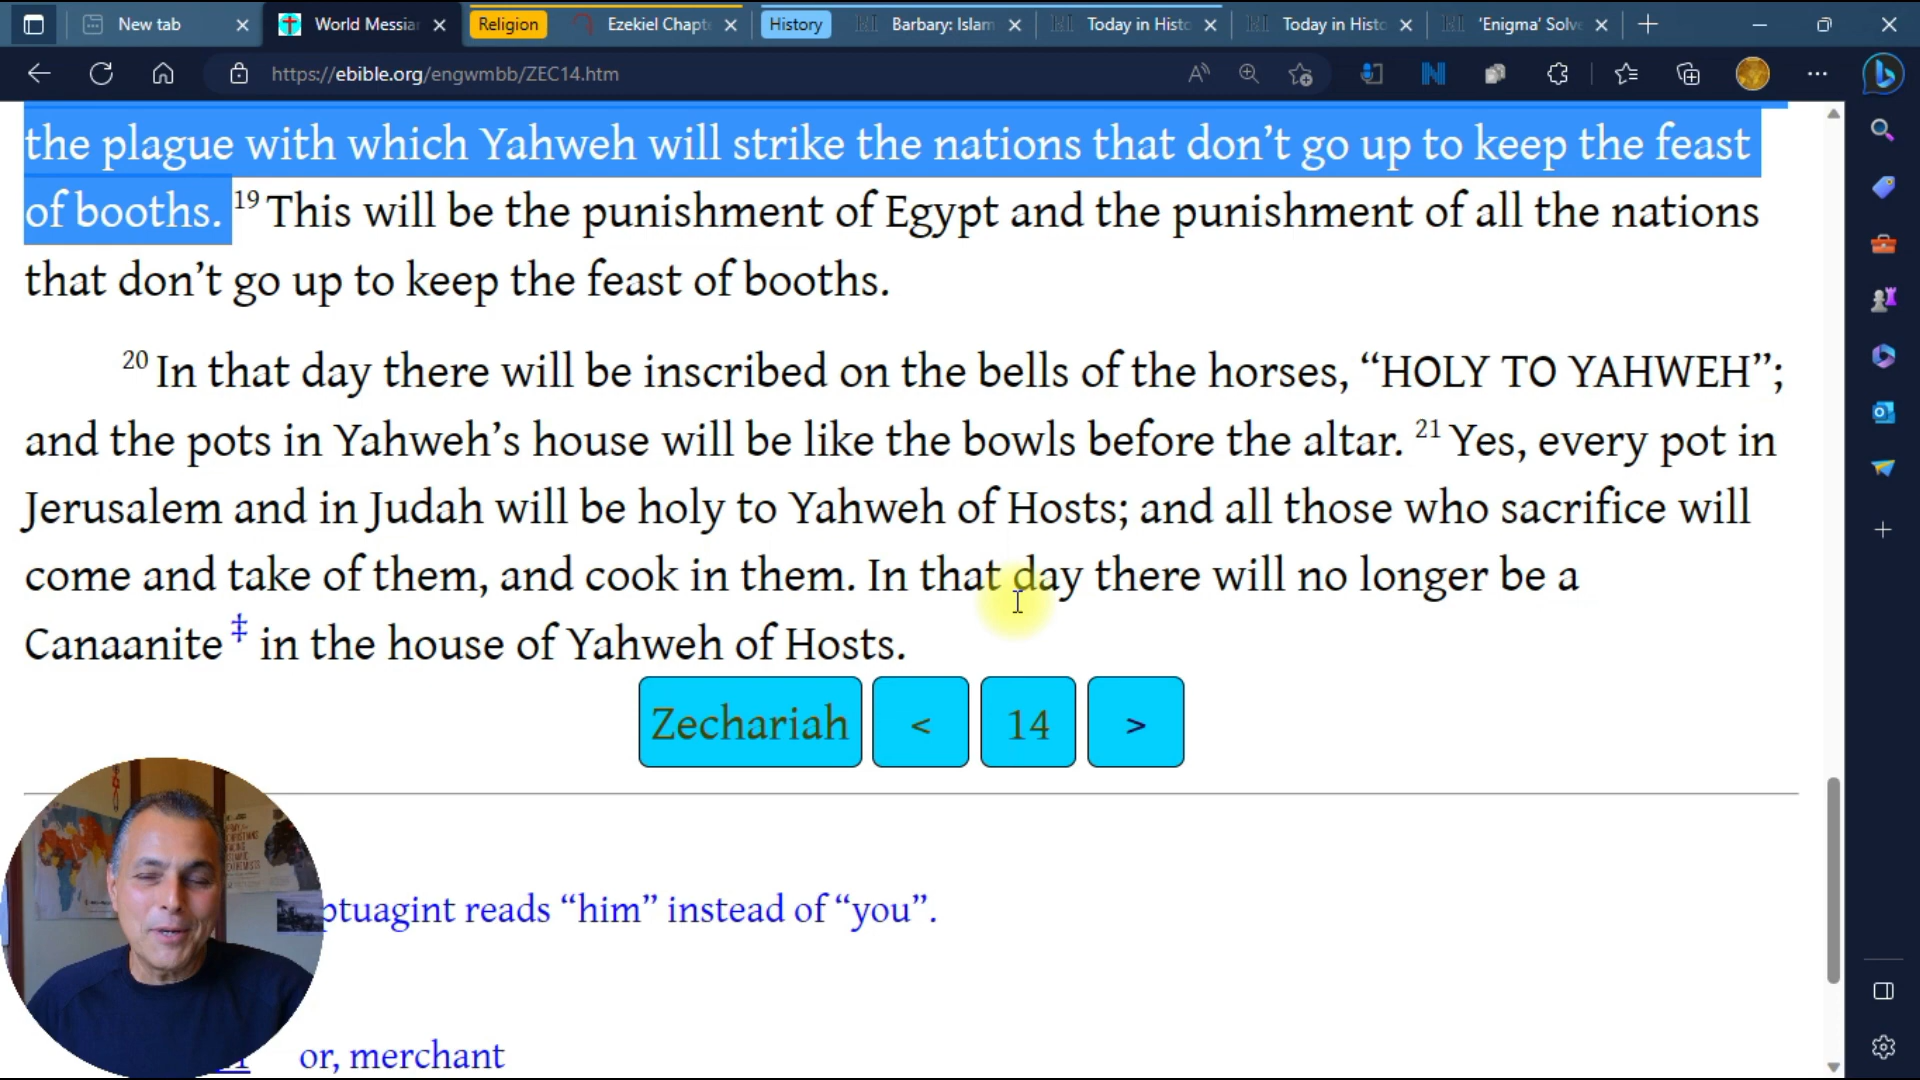 New tab
World Messia
Religion
Ezekiel Chapt
History
Barbary: Islam
Today in Histo
Today in Histo
'Enigma' Solv
https://ebible.org/engwmbb/ZEC14.htm
the plague with which Yahweh will strike the nations that don’t go up to keep the feast
of booths. 19 This will be the punishment of Egypt and the punishment of all the nations
that don’t go up to keep the feast of booths.
20 In that day there will be inscribed on the bells of the horses, “HOLY TO YAHWEH”;
and the pots in Yahweh’s house will be like the bowls before the altar. 21 Yes, every pot in
Jerusalem and in Judah will be holy to Yahweh of Hosts; and all those who sacrifice will
come and take of them, and cook in them. In that day there will no longer be a
Canaanite ‡ in the house of Yahweh of Hosts.
Zechariah < 14 >
ptuagint reads “him” instead of “you”.
or, merchant